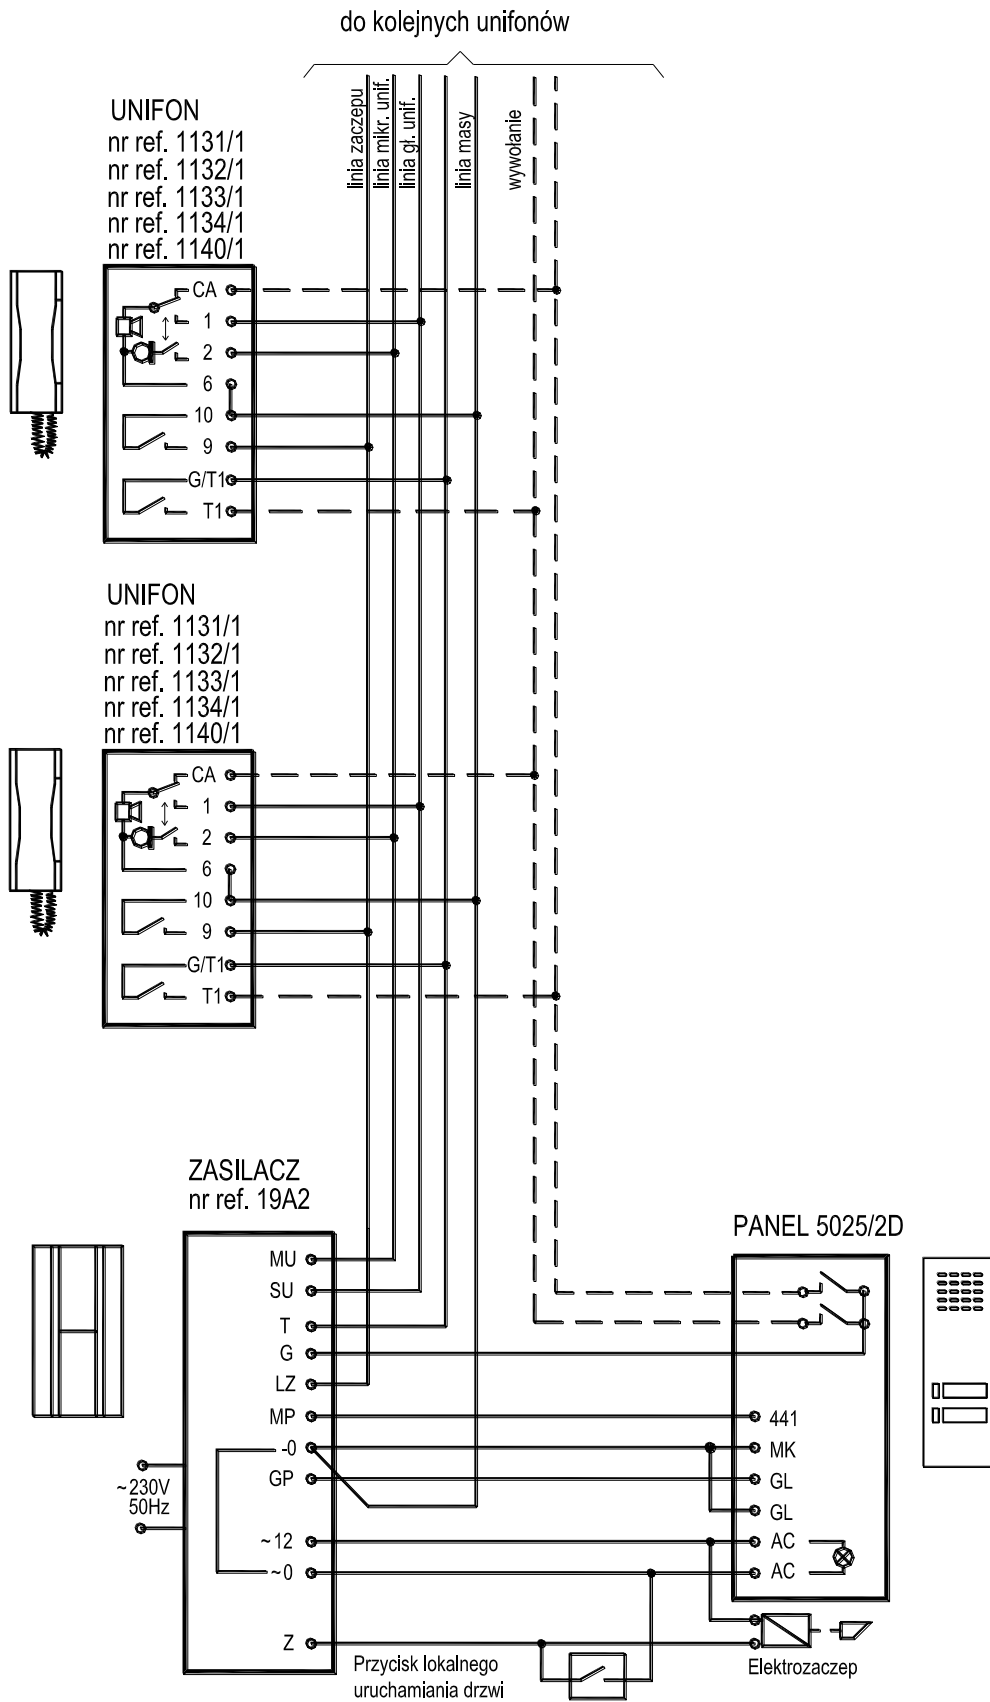 do kolejnych unifonów
linia zaczepu
linia mikr. unif.
linia gł. unif.
linia masy
wywołanie
UNIFON
nr ref. 1131/1
nr ref. 1132/1
nr ref. 1133/1
nr ref. 1134/1
nr ref. 1140/1
CA
1
2
6
10
9
G/T1
T1
UNIFON
nr ref. 1131/1
nr ref. 1132/1
nr ref. 1133/1
nr ref. 1134/1
nr ref. 1140/1
CA
1
2
6
10
9
G/T1
T1
ZASILACZ
nr ref. 19A2
MU
SU
T
G
LZ
MP
-0
GP
~12
~0
Z
~230V
50Hz
PANEL 5025/2D
441
MK
GL
GL
AC
AC
Przycisk lokalnego
uruchamiania drzwi
Elektrozaczep